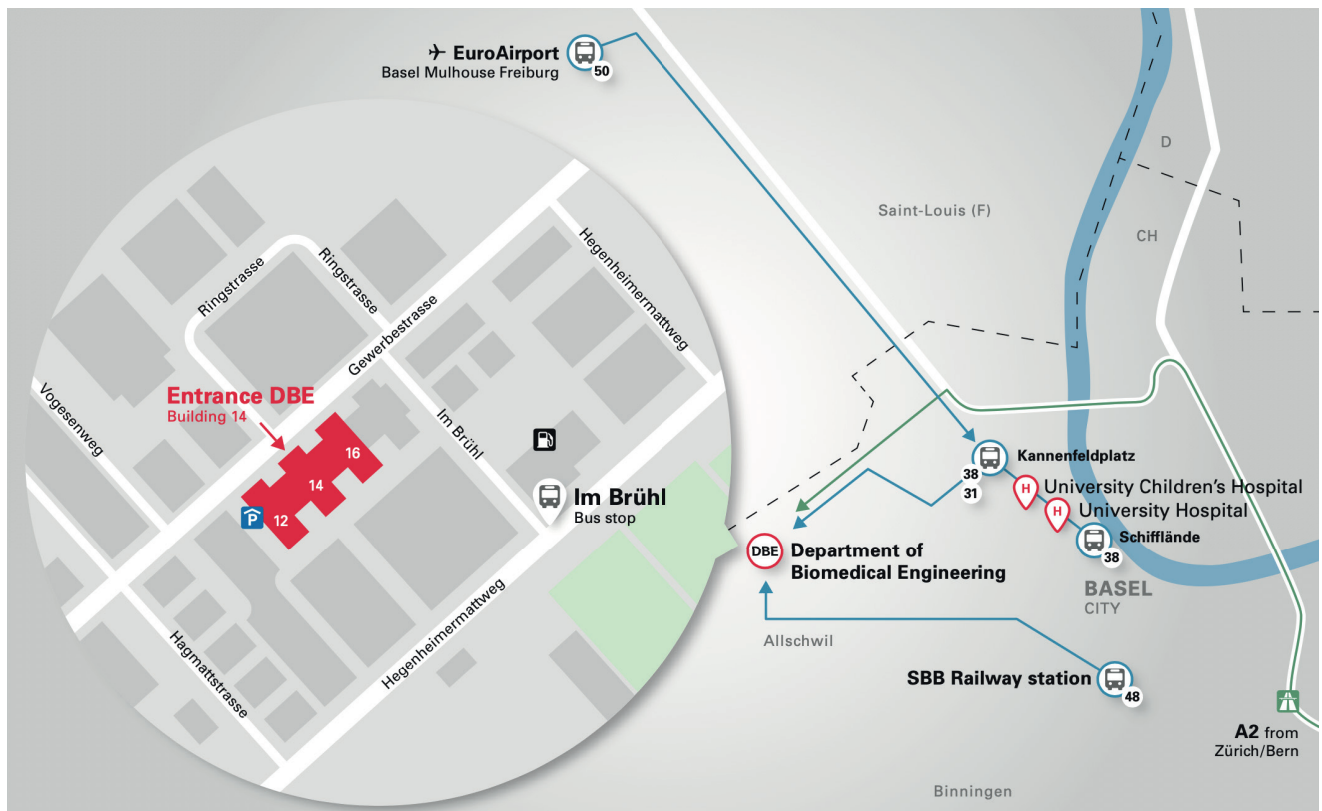 EuroAirport
Basel Mulhouse Freiburg
50
D
Saint-Louis (F)
CH
Ringstrasse
Ringstrasse
Hegenheimermattweg
Gewerbestrasse
Vogesenweg
Entrance DBE
Building 14
Im Brühl
16
14
12
P
Im Brühl
Bus stop
Hagmattstrasse
Hegenheimermattweg
Kannenfeldplatz
38
31
H
University Children's Hospital
H
University Hospital
Schifflände
38
DBE
Department of
Biomedical Engineering
BASEL
CITY
Allschwil
SBB Railway station
48
A2 from
Zürich/Bern
Binningen